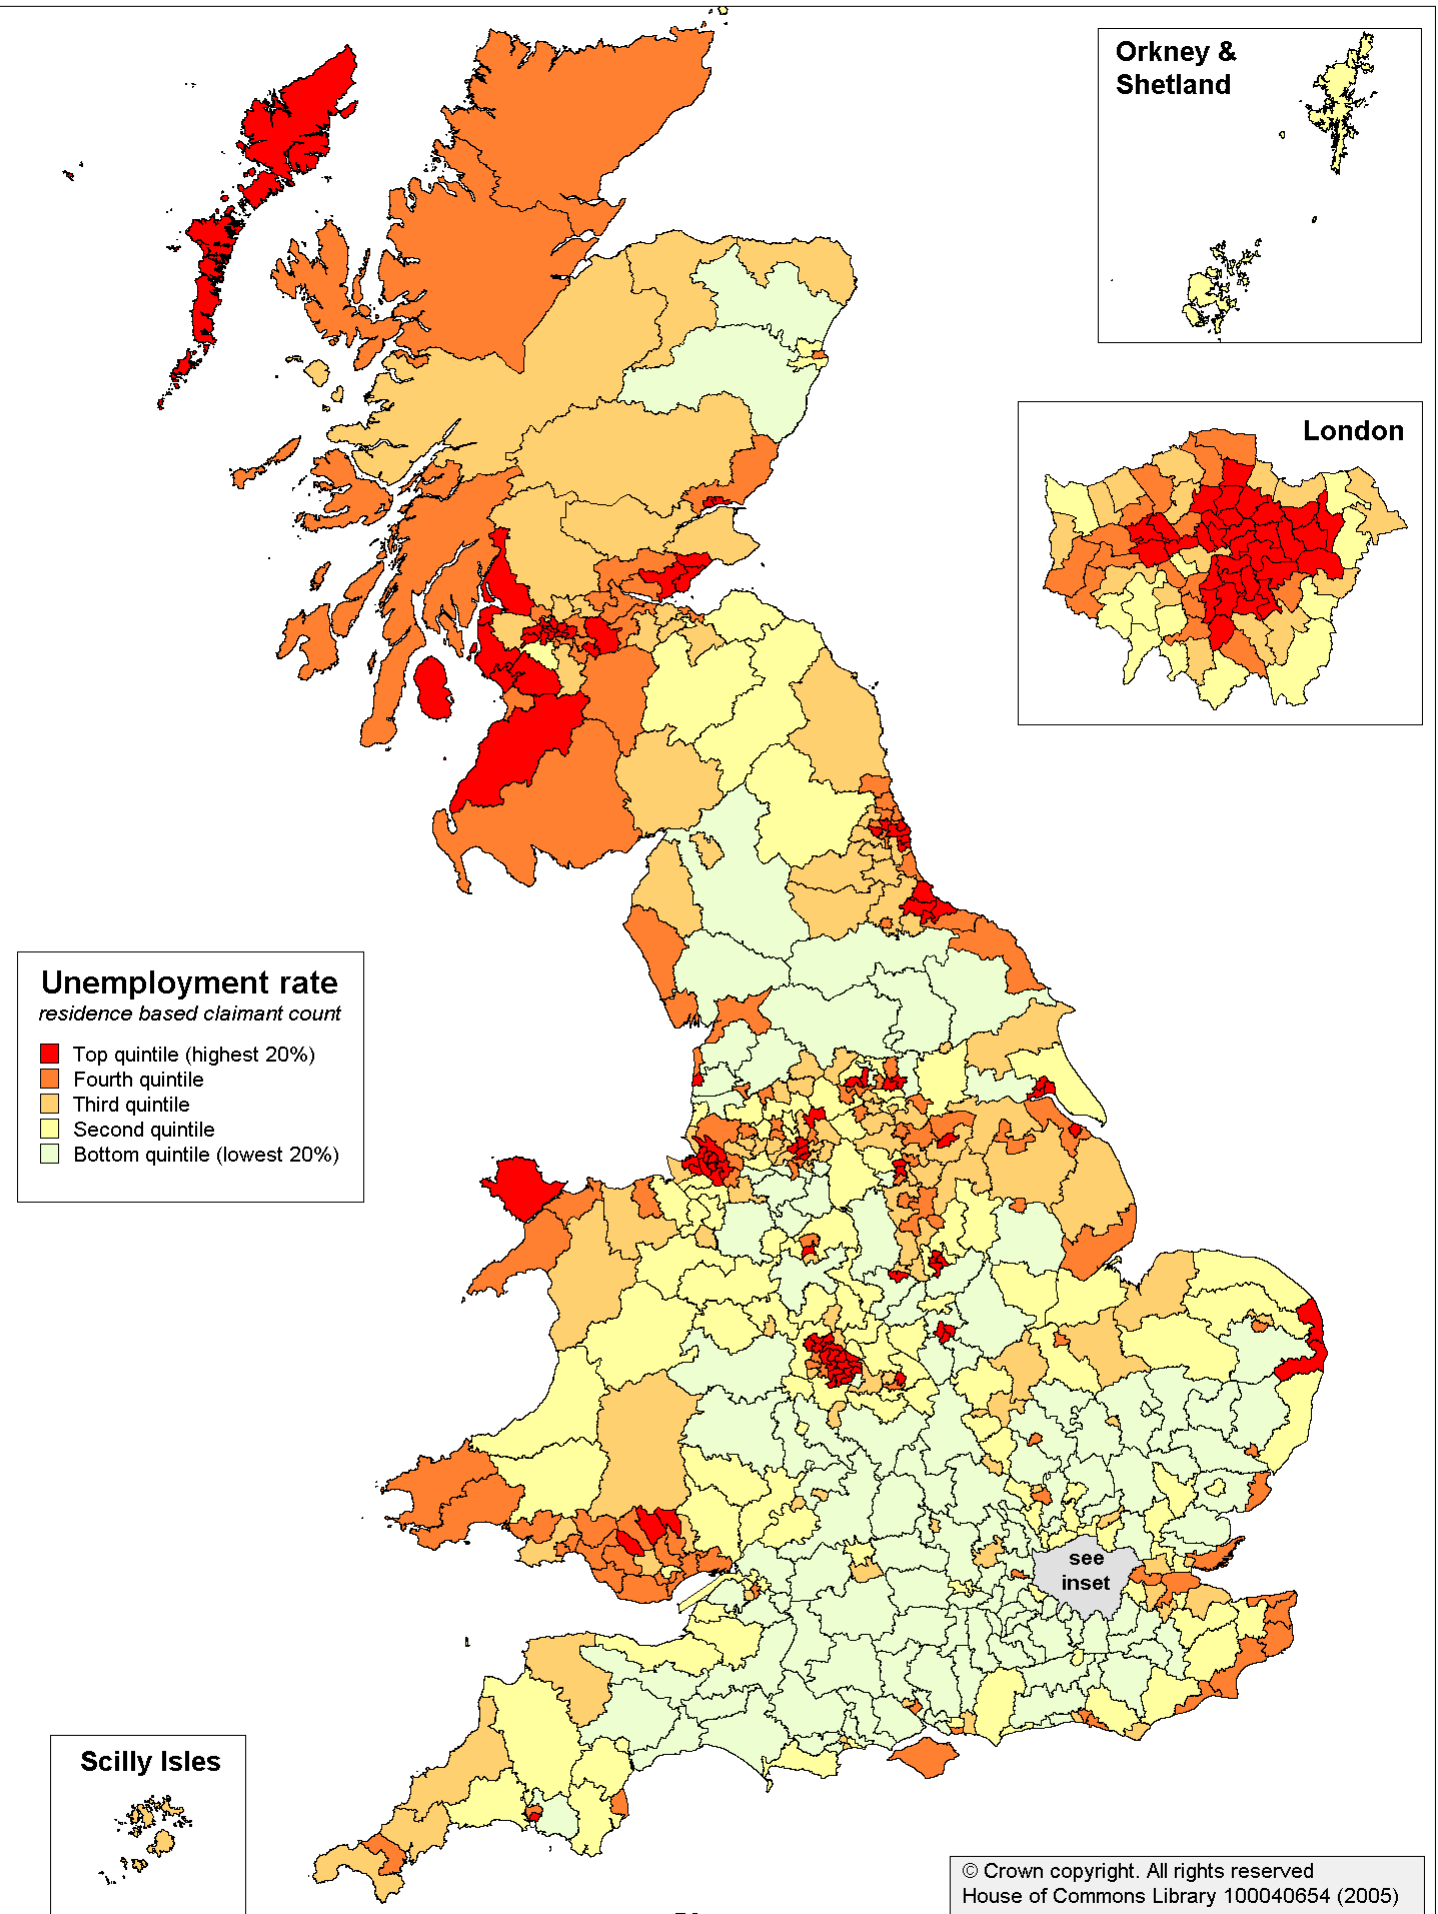 Orkney &
Shetland
London
Unemployment rate
residence based claimant count
Top quintile (highest 20%)
Fourth quintile
Third quintile
Second quintile
Bottom quintile (lowest 20%)
see
inset
Scilly Isles
© Crown copyright. All rights reserved
House of Commons Library 100040654 (2005)